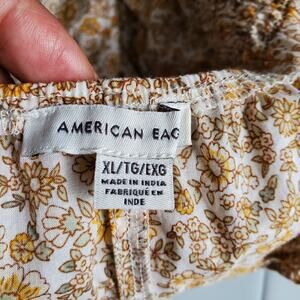 AMERICAN EAG
XL/TG/EXG
MADE IN INDIA
FABRIQUÉ EN
INDE